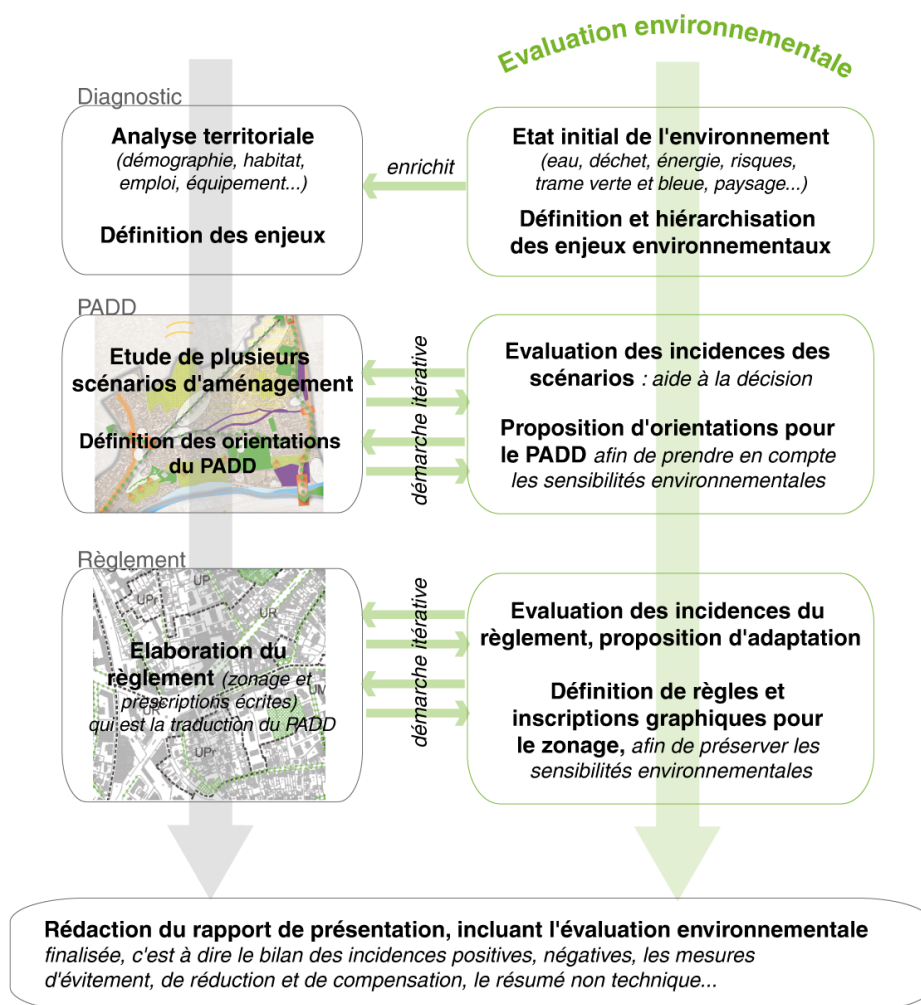 Evaluation environnementale
Diagnostic
Analyse territoriale
(démographie, habitat,
emploi, équipement...)
Définition des enjeux
enrichit
Etat initial de l'environnement
(eau, déchet, énergie, risques,
trame verte et bleue, paysage...)
Définition et hiérarchisation
des enjeux environnementaux
PADD
Etude de plusieurs
scénarios d'aménagement
Définition des orientations
du PADD
démarche itérative
Evaluation des incidences des
scénarios : aide à la décision
Proposition d'orientations pour
le PADD afin de prendre en compte
les sensibilités environnementales
Règlement
UPr
UPr
UR
Elaboration du
règlement (zonage et
prescriptions écrites)
qui est la traduction du PADD
UM
UR
UPr
démarche itérative
Evaluation des incidences du
règlement, proposition d'adaptation
Définition de règles et
inscriptions graphiques pour
le zonage, afin de préserver les
sensibilités environnementales
Rédaction du rapport de présentation, incluant l'évaluation environnementale
finalisée, c'est à dire le bilan des incidences positives, négatives, les mesures
d'évitement, de réduction et de compensation, le résumé non technique...